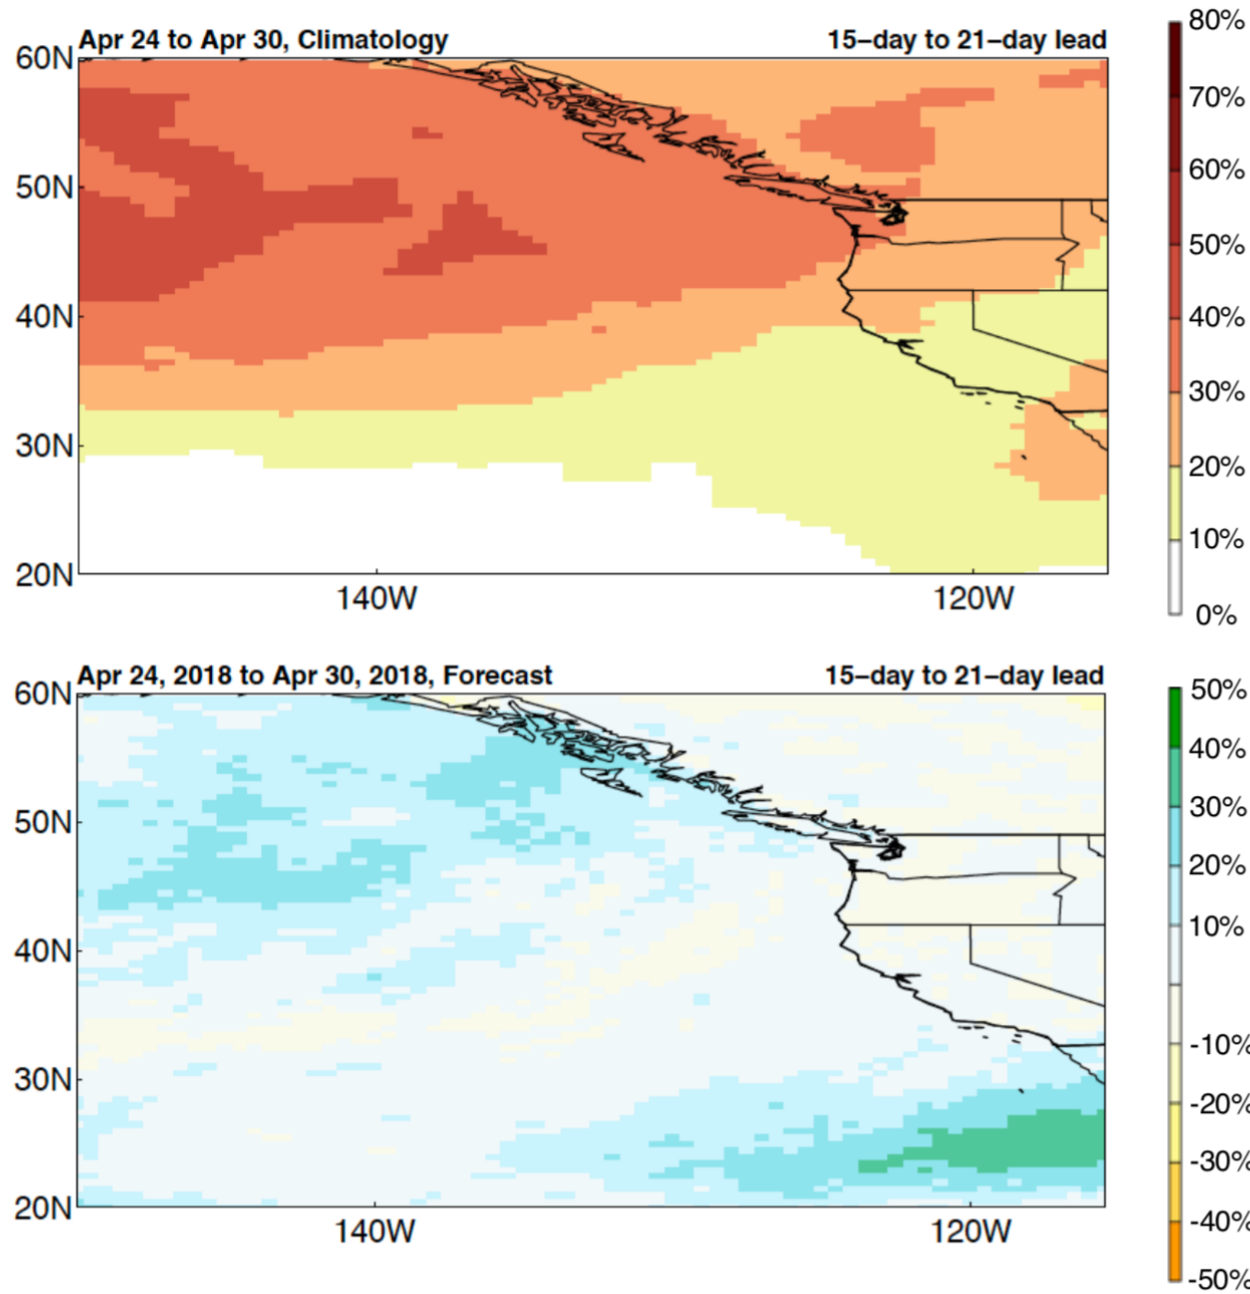 Apr 24 to Apr 30, Climatology 15–day to 21–day lead
60N
50N
40N
30N
20N
140W 120W
80%
70%
60%
50%
40%
30%
20%
10%
0%
Apr 24, 2018 to Apr 30, 2018, Forecast 15–day to 21–day lead
60N
50N
40N
30N
20N
140W 120W
50%
40%
30%
20%
10%
-10%
-20%
-30%
-40%
-50%